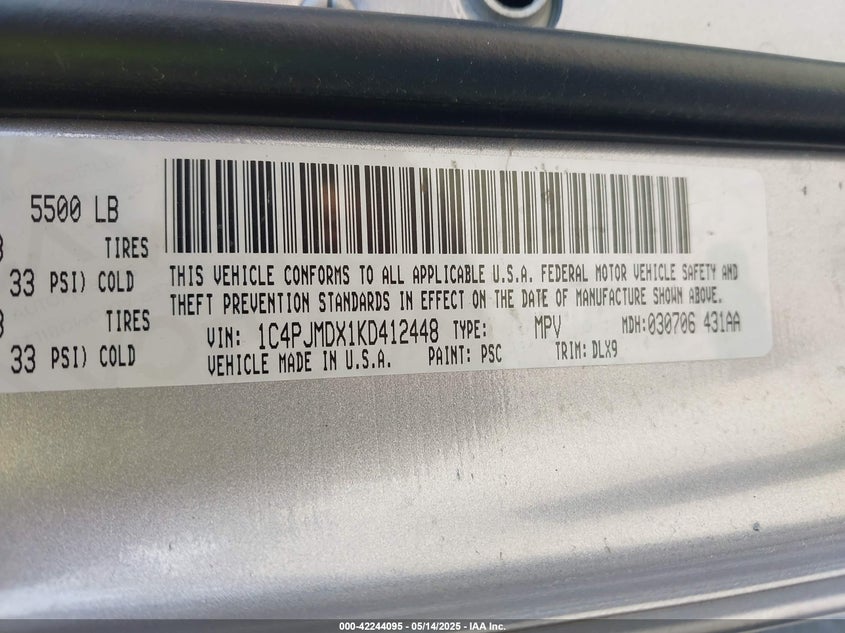 5500 LB
TIRES
33 PSI) COLD
TIRES
33 PSI) COLD
THIS VEHICLE CONFORMS TO ALL APPLICABLE U.S.A. FEDERAL MOTOR VEHICLE SAFETY AND
THEFT PREVENTION STANDARDS IN EFFECT ON THE DATE OF MANUFACTURE SHOWN ABOVE.
VIN: 1C4PJMDX1KD412448 TYPE: MPV MDH:030706 431AA
VEHICLE MADE IN U.S.A. PAINT: PSC TRIM: DLX9
000-42244095 - 05/14/2025 - IAA Inc.